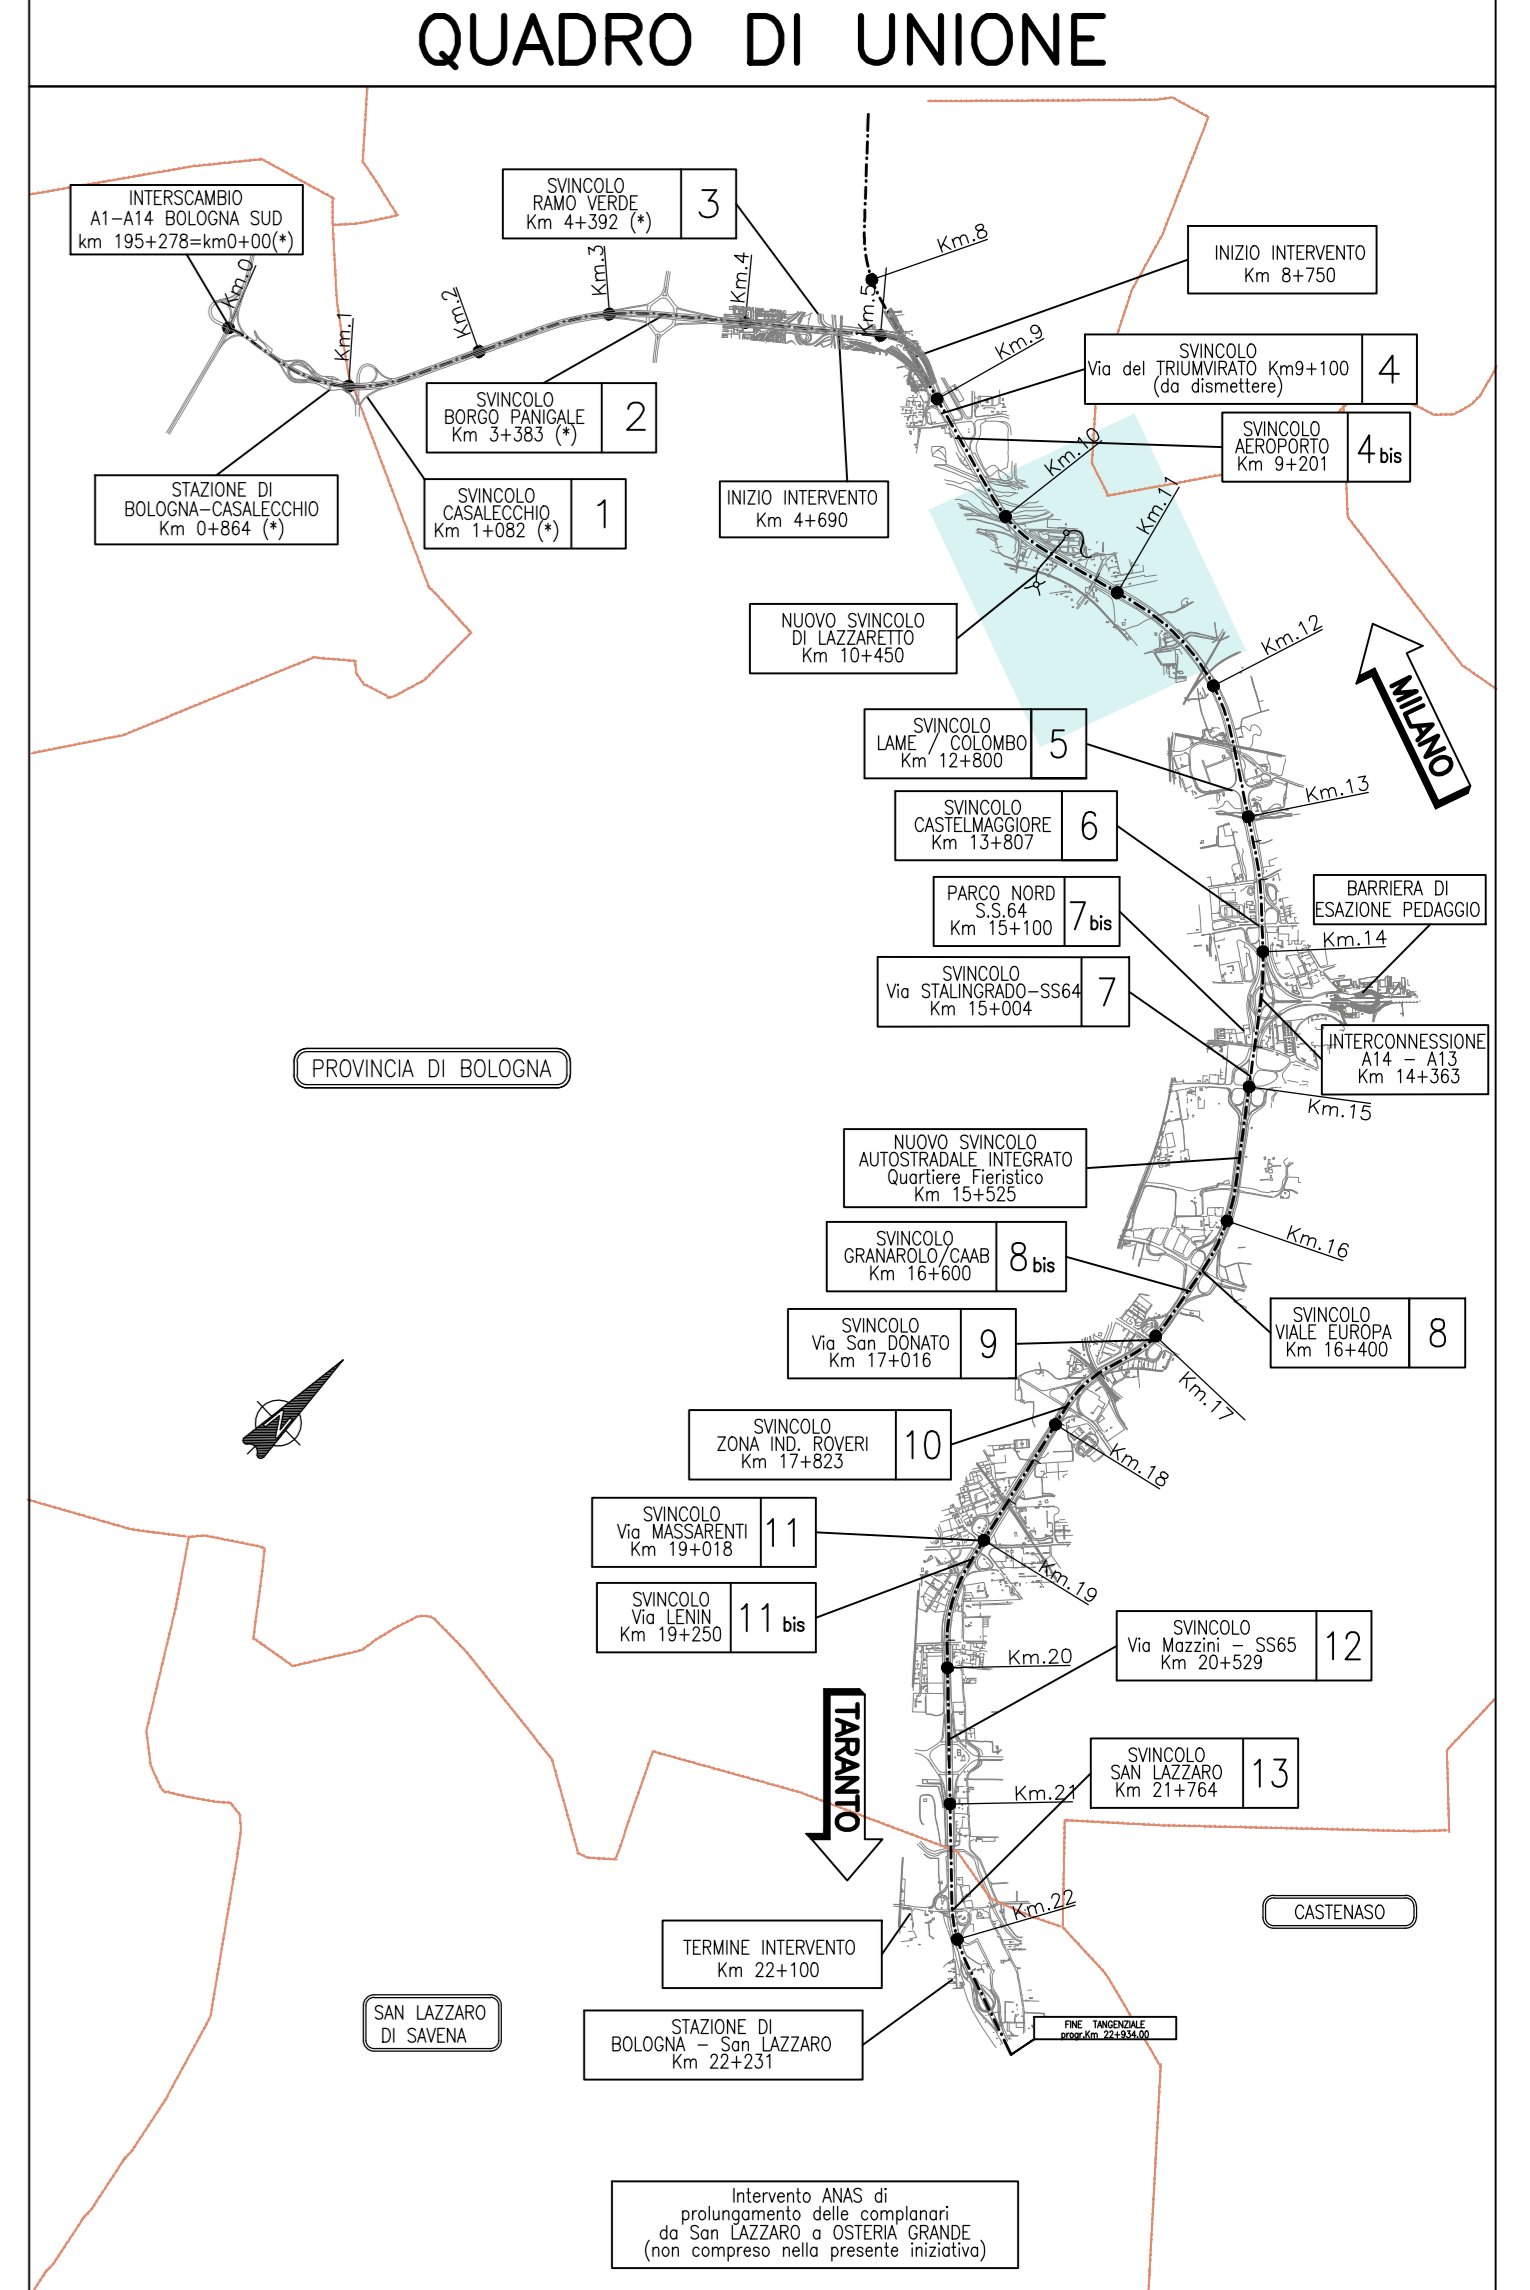 QUADRO DI UNIONE
INTERSCAMBIO
A1-A14 BOLOGNA SUD
km 195+278=km0+00(*)
SVINCOLO
RAMO VERDE
Km 4+392 (*)
3
Km.8
INIZIO INTERVENTO
Km 8+750
Km.0
Km.1
Km.2
Km.3
Km.4
Km.5
Km.9
SVINCOLO
Via del TRIUMVIRATO Km9+100
(da dismettere)
4
SVINCOLO
BORGO PANIGALE
Km 3+383 (*)
2
SVINCOLO
AEROPORTO
Km 9+201
4 bis
Km.10
STAZIONE DI
BOLOGNA-CASALECCHIO
Km 0+864 (*)
SVINCOLO
CASALECCHIO
Km 1+082 (*)
1
INIZIO INTERVENTO
Km 4+690
Km.11
NUOVO SVINCOLO
DI LAZZARETTO
Km 10+450
Km.12
MILANO
SVINCOLO
LAME / COLOMBO
Km 12+800
5
Km.13
SVINCOLO
CASTELMAGGIORE
Km 13+807
6
PARCO NORD
S.S.64
Km 15+100
7 bis
BARRIERA DI
ESAZIONE PEDAGGIO
Km.14
SVINCOLO
Via STALINGRADO-SS64
Km 15+004
7
INTERCONNESSIONE
A14 - A13
Km 14+363
PROVINCIA DI BOLOGNA
Km.15
NUOVO SVINCOLO
AUTOSTRADALE INTEGRATO
Quartiere Fieristico
Km 15+525
Km.16
SVINCOLO
GRANAROLO/CAAB
Km 16+600
8 bis
SVINCOLO
VIALE EUROPA
Km 16+400
8
SVINCOLO
Via San DONATO
Km 17+016
9
Km.17
SVINCOLO
ZONA IND. ROVERI
Km 17+823
10
Km.18
SVINCOLO
Via MASSARENTI
Km 19+018
11
Km.19
SVINCOLO
Via LENIN
Km 19+250
11 bis
SVINCOLO
Via Mazzini - SS65
Km 20+529
12
Km.20
TARANTO
SVINCOLO
SAN LAZZARO
Km 21+764
13
Km.21
Km.22
CASTENASO
TERMINE INTERVENTO
Km 22+100
SAN LAZZARO
DI SAVENA
STAZIONE DI
BOLOGNA - San LAZZARO
Km 22+231
FINE TANGENZIALE
progr.Km 22+934.00
Intervento ANAS di
prolungamento delle complanari
da San LAZZARO a OSTERIA GRANDE
(non compreso nella presente iniziativa)